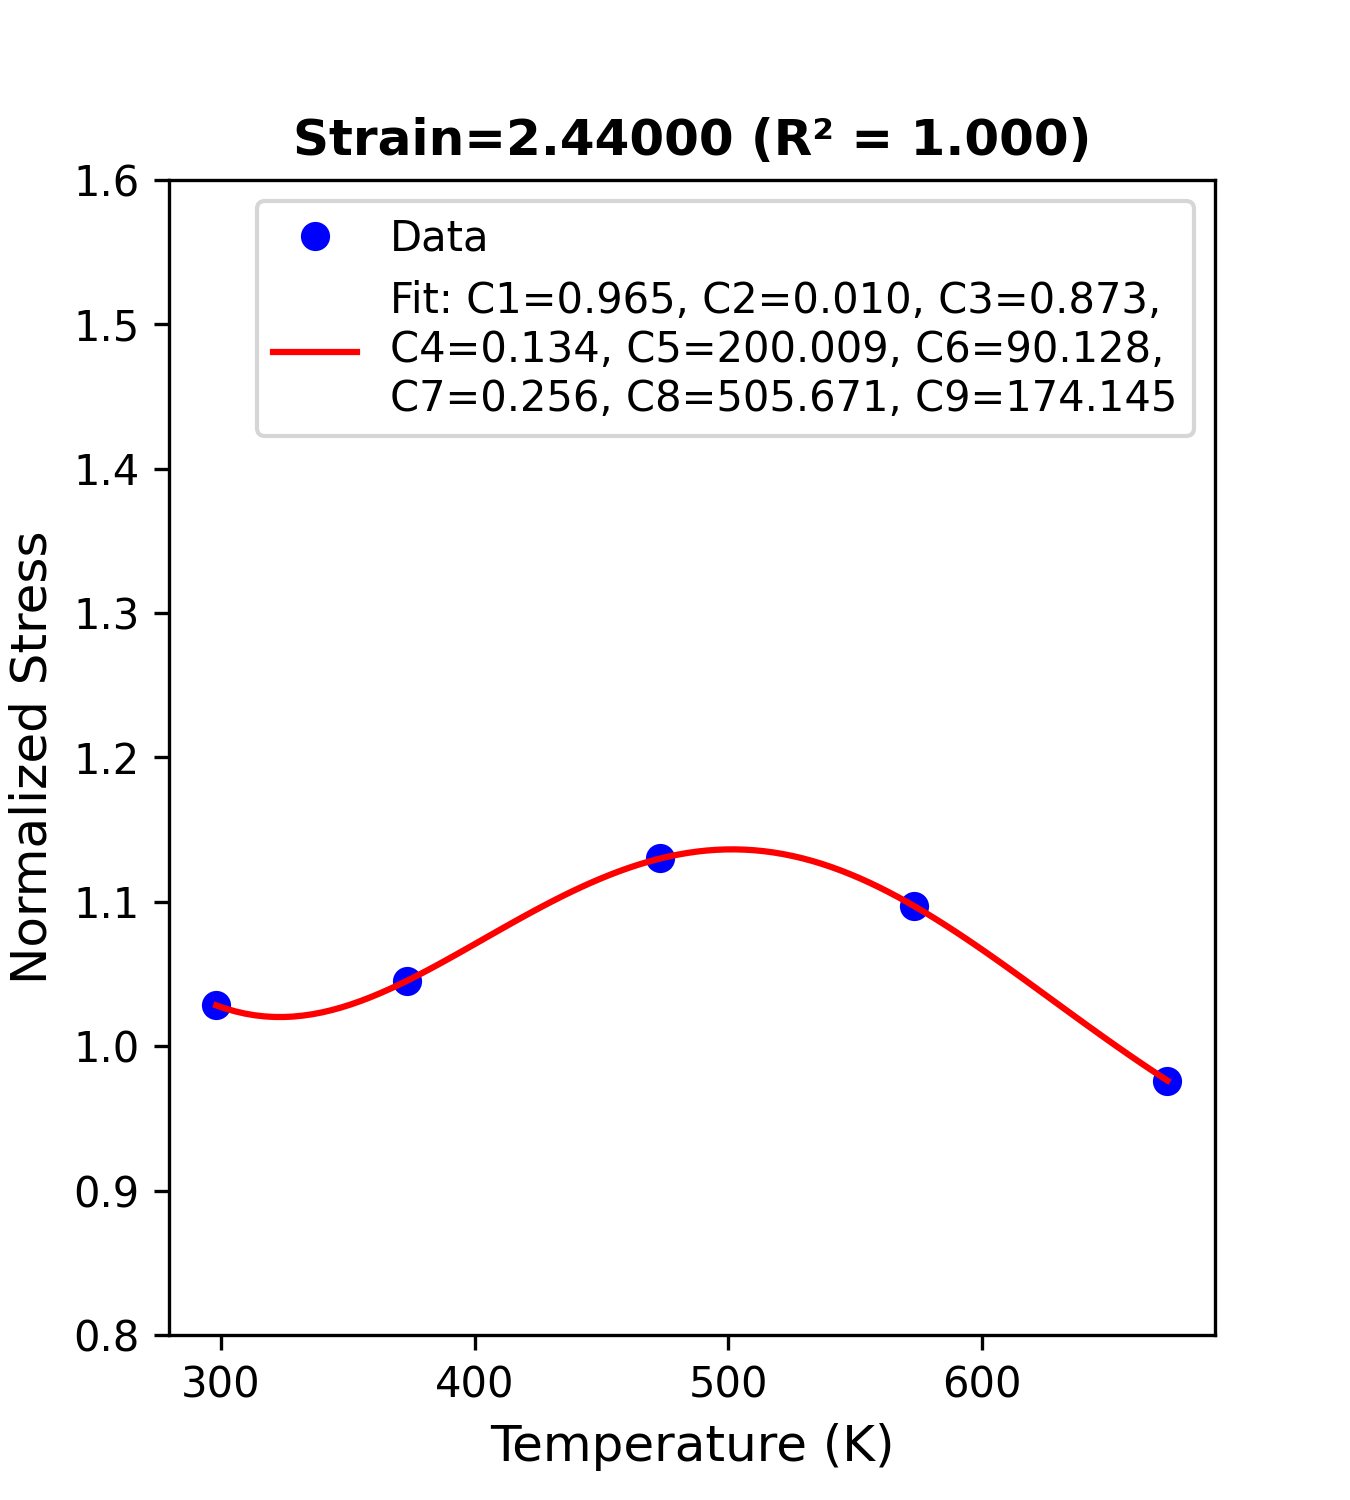 Strain=2.44000 (R² = 1.000)
1.6
1.5
1.4
1.3
1.2
1.1
1.0
0.9
0.8
Normalized Stress
Data
Fit: C1=0.965, C2=0.010, C3=0.873,
C4=0.134, C5=200.009, C6=90.128,
C7=0.256, C8=505.671, C9=174.145
300 400 500 600
Temperature (K)